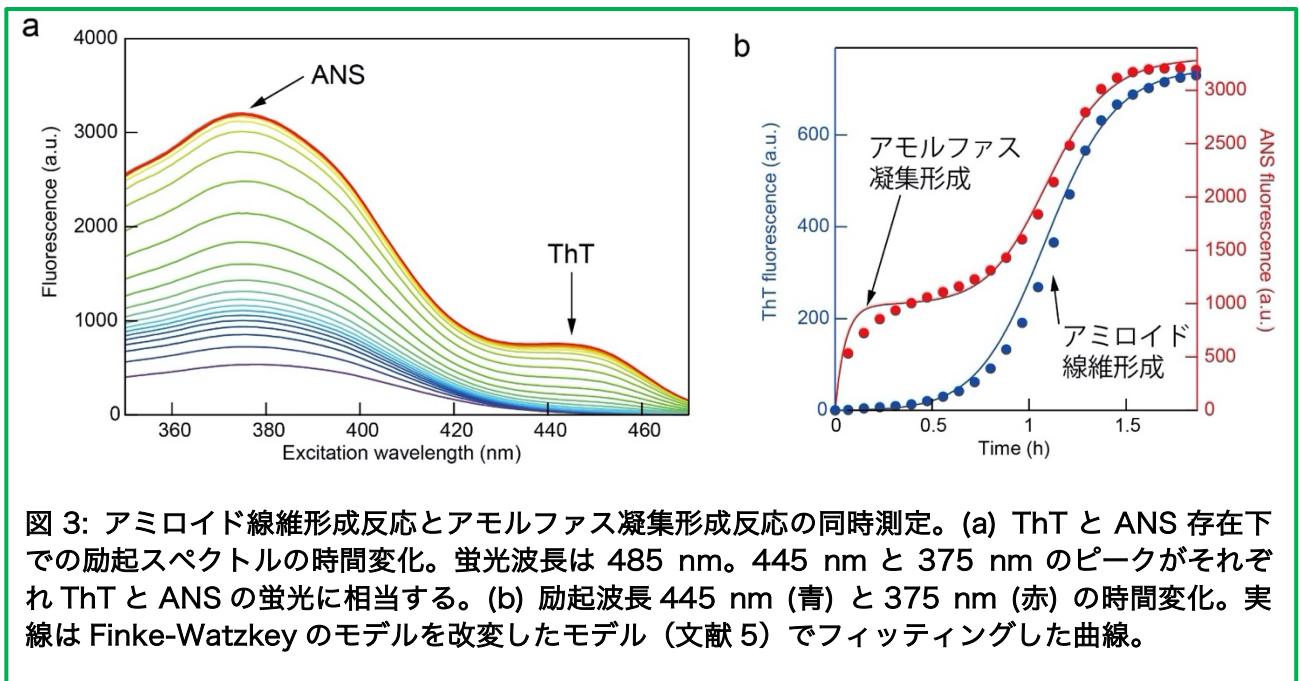 a
4000
3000
2000
1000
0
Fluorescence (a.u.)
ANS
ThT
360 380 400 420 440 460
Excitation wavelength (nm)
b
600
400
200
0
ThT fluorescence (a.u.)
アモルファス
凝集形成
アミロイド
線維形成
3000
2500
2000
1500
1000
500
0
ANS fluorescence (a.u.)
0 0.5 1 1.5
Time (h)
図 3: アミロイド線維形成反応とアモルファス凝集形成反応の同時測定。(a) ThT と ANS 存在下
での励起スペクトルの時間変化。蛍光波長は 485 nm。445 nm と 375 nm のピークがそれぞ
れ ThT と ANS の蛍光に相当する。(b) 励起波長 445 nm (青) と 375 nm (赤) の時間変化。実
線は Finke-Watzkey のモデルを改変したモデル（文献 5）でフィッティングした曲線。